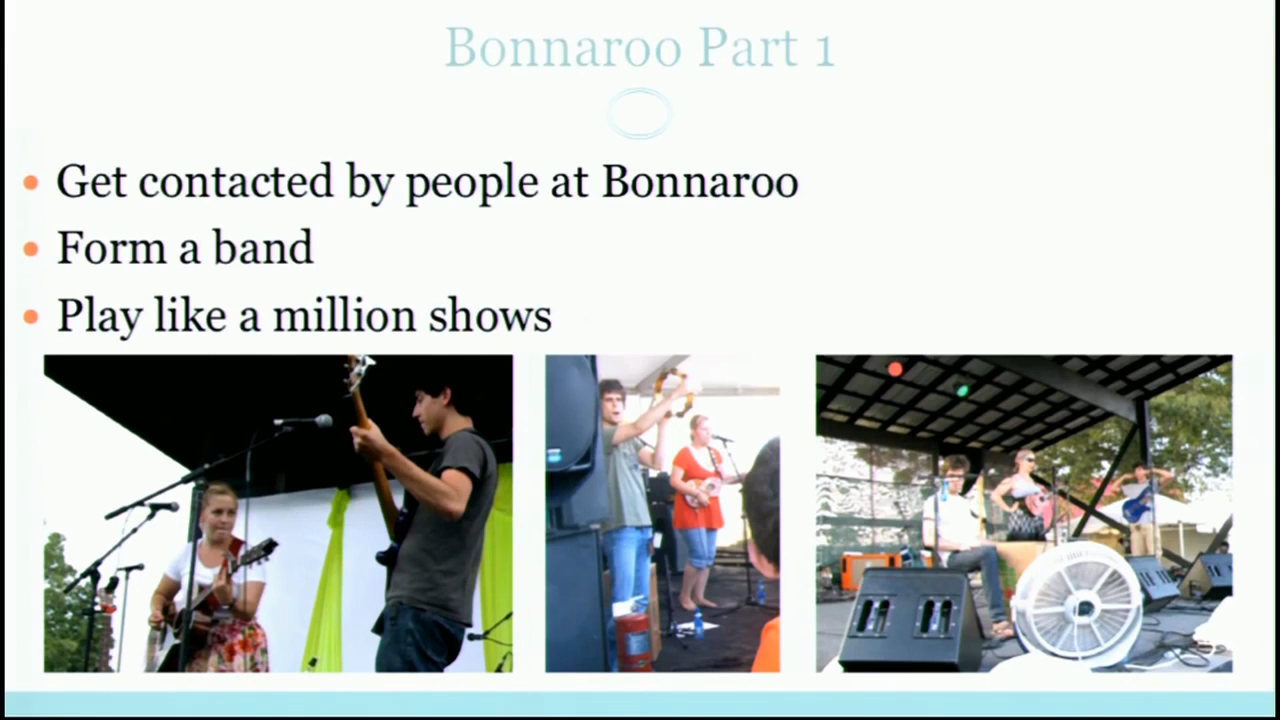 Bonnaroo Part 1
Get contacted by people at Bonnaroo
Form a band
Play like a million shows